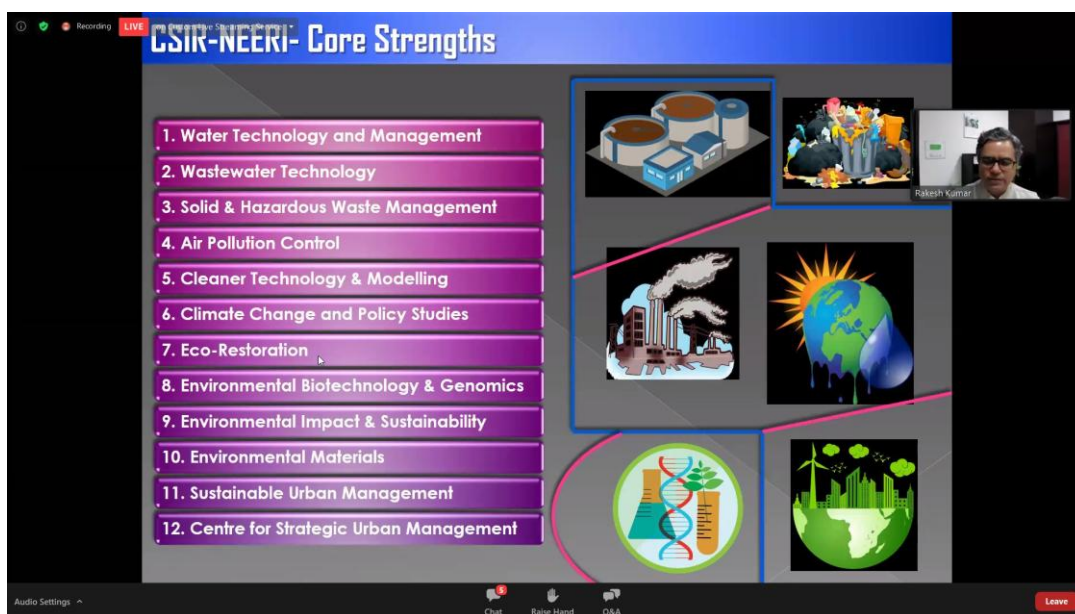 Recording
LIVE
CSIR-NEERI- Core Strengths
1. Water Technology and Management
2. Wastewater Technology
3. Solid & Hazardous Waste Management
4. Air Pollution Control
5. Cleaner Technology & Modelling
6. Climate Change and Policy Studies
7. Eco-Restoration
8. Environmental Biotechnology & Genomics
9. Environmental Impact & Sustainability
10. Environmental Materials
11. Sustainable Urban Management
12. Centre for Strategic Urban Management
Rakesh Kumar
Audio Settings
5
Chat
Raise Hand
Q&A
Leave